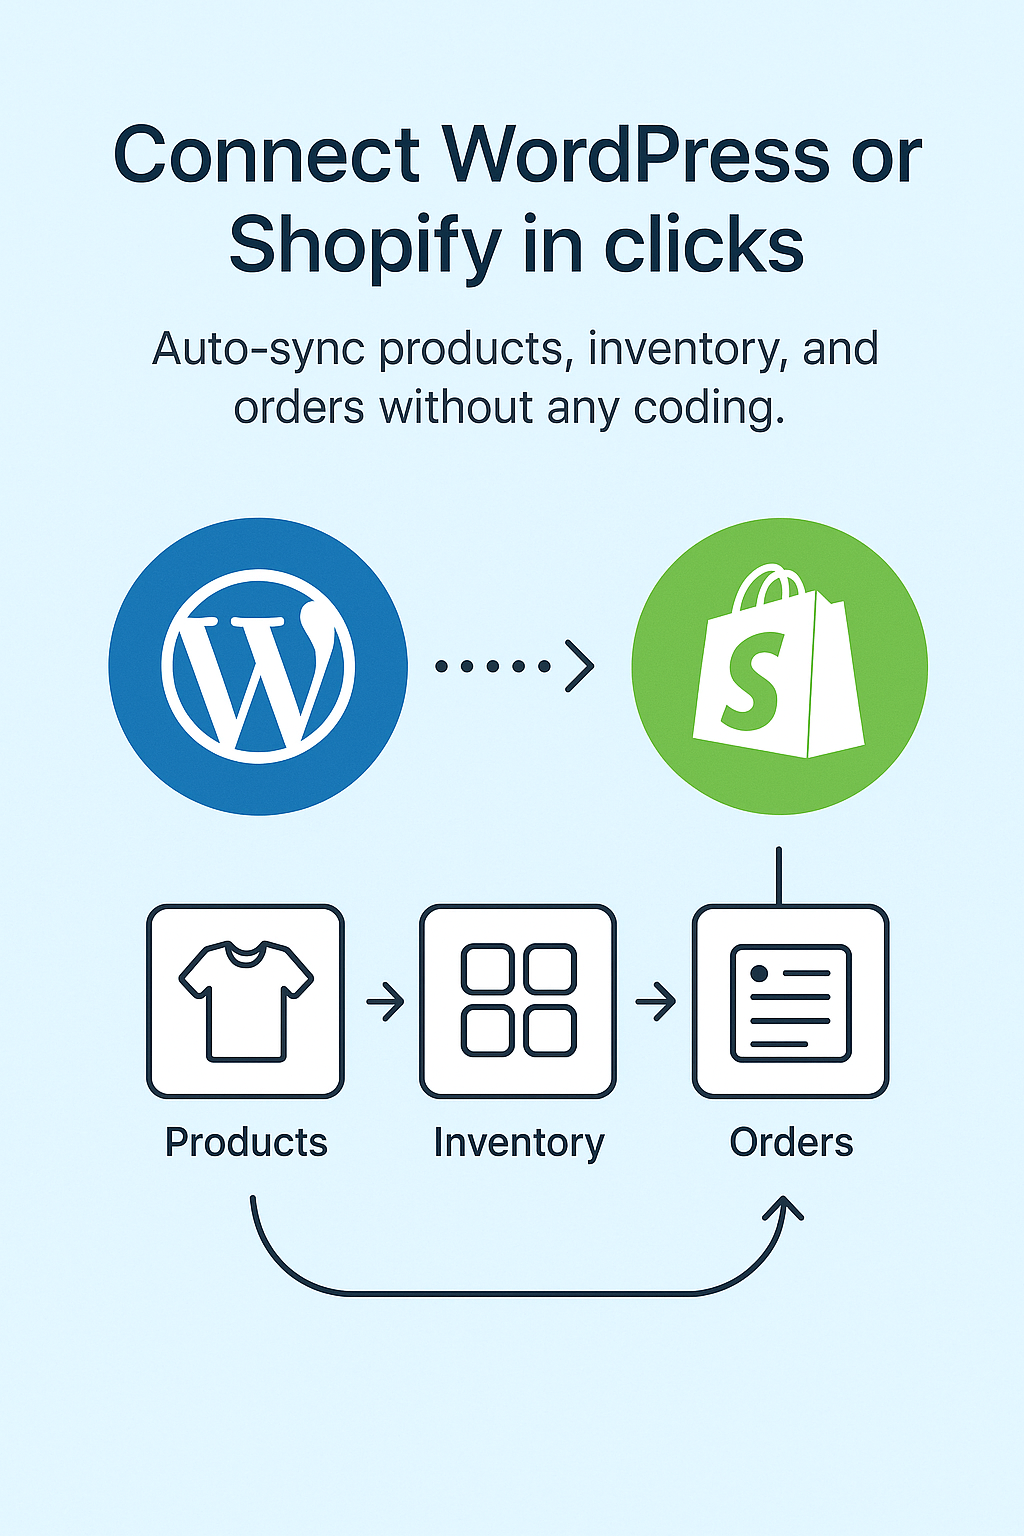 Connect WordPress or
Shopify in clicks
Auto-sync products, inventory, and
orders without any coding.
W
S
Products
Inventory
Orders